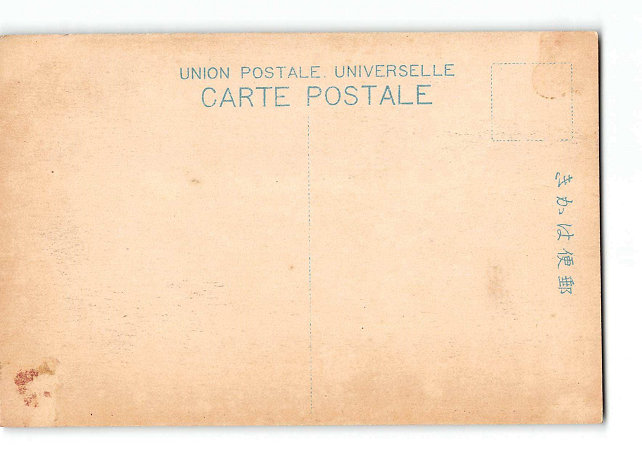 UNION POSTALE. UNIVERSELLE
CARTE POSTALE
きかは便郵